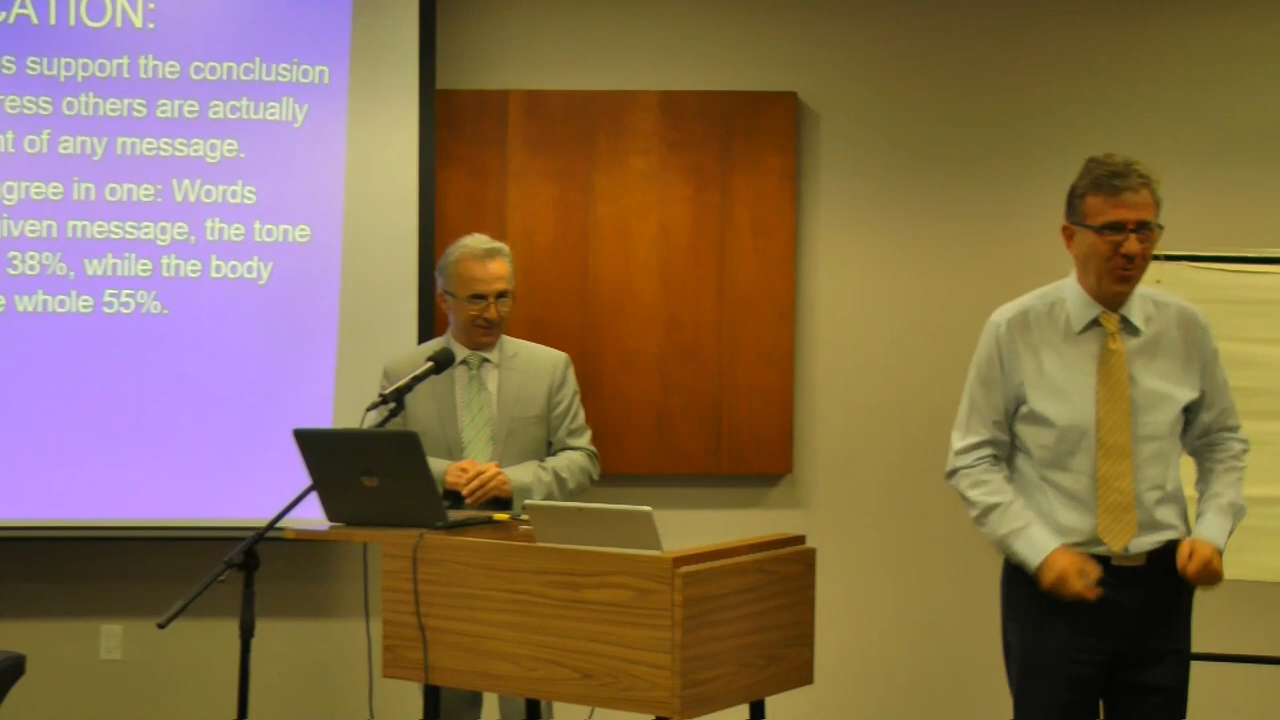 CATION:
s support the conclusion
ress others are actually
nt of any message.
gree in one: Words
iven message, the tone
38%, while the body
e whole 55%.